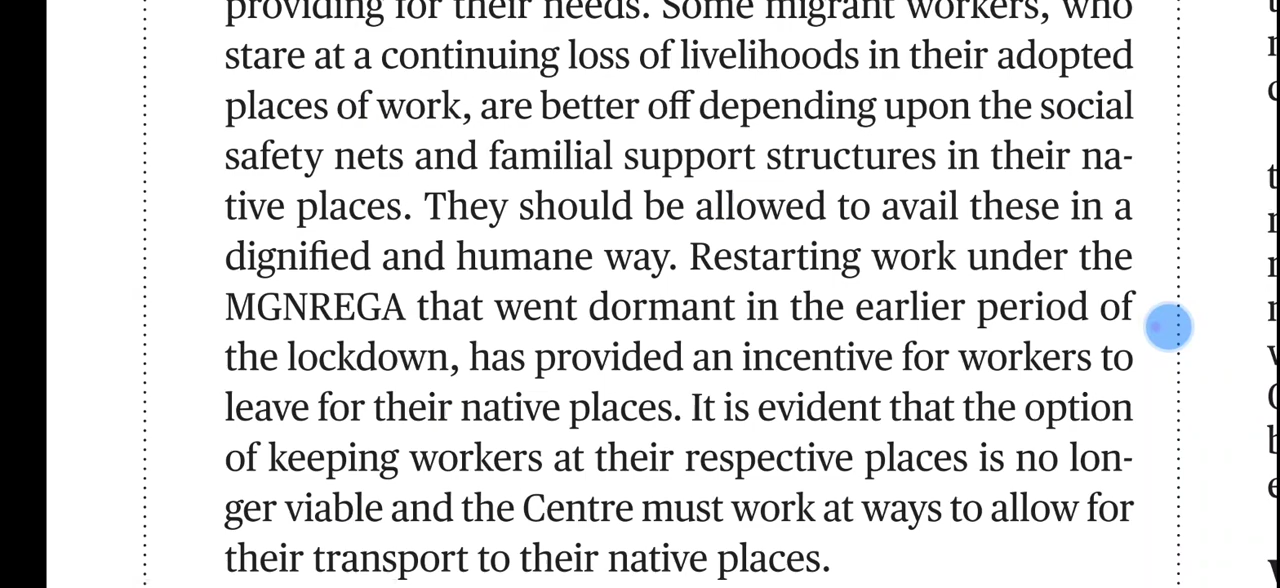 providing for their needs. Some migrant workers, who
stare at a continuing loss of livelihoods in their adopted
places of work, are better off depending upon the social
safety nets and familial support structures in their na-
tive places. They should be allowed to avail these in a
dignified and humane way. Restarting work under the
MGNREGA that went dormant in the earlier period of
the lockdown, has provided an incentive for workers to
leave for their native places. It is evident that the option
of keeping workers at their respective places is no lon-
ger viable and the Centre must work at ways to allow for
their transport to their native places.